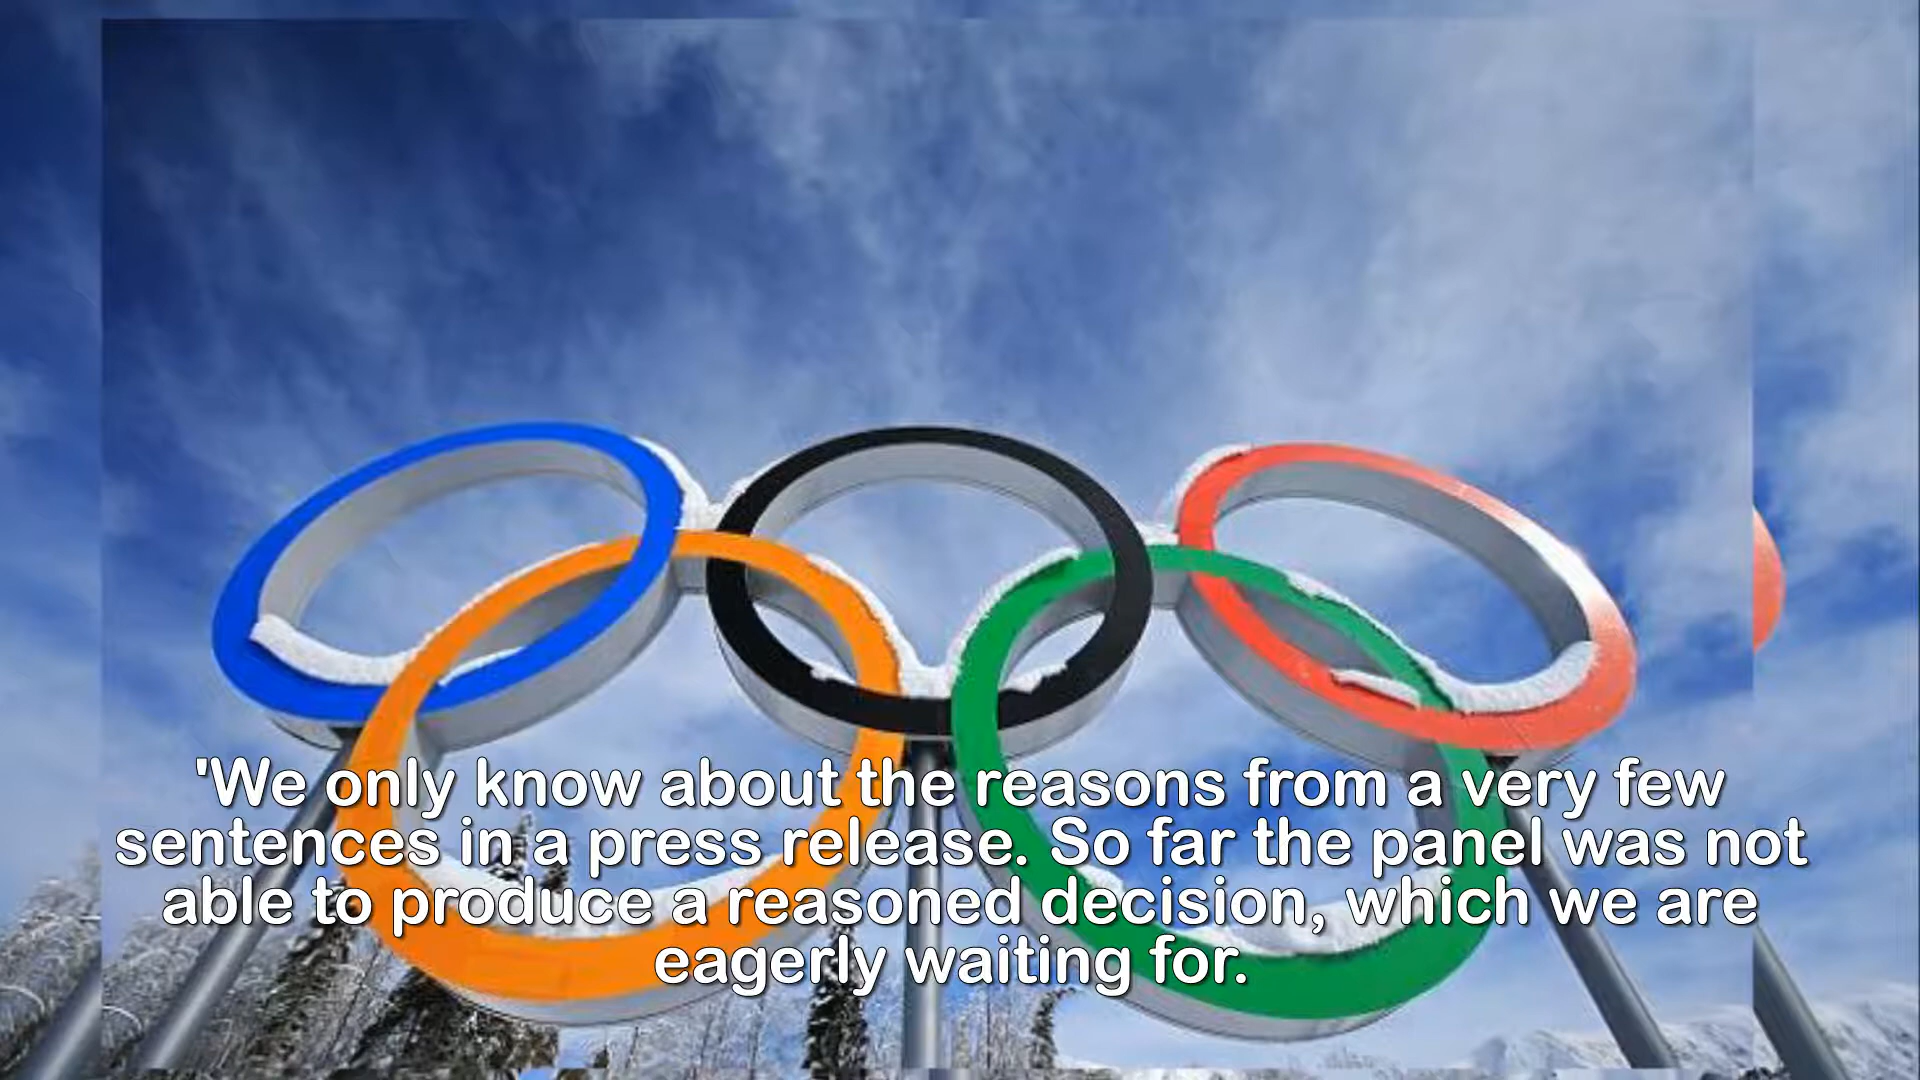 'We only know about the reasons from a very few
sentences in a press release. So far the panel was not
able to produce a reasoned decision, which we are
eagerly waiting for.